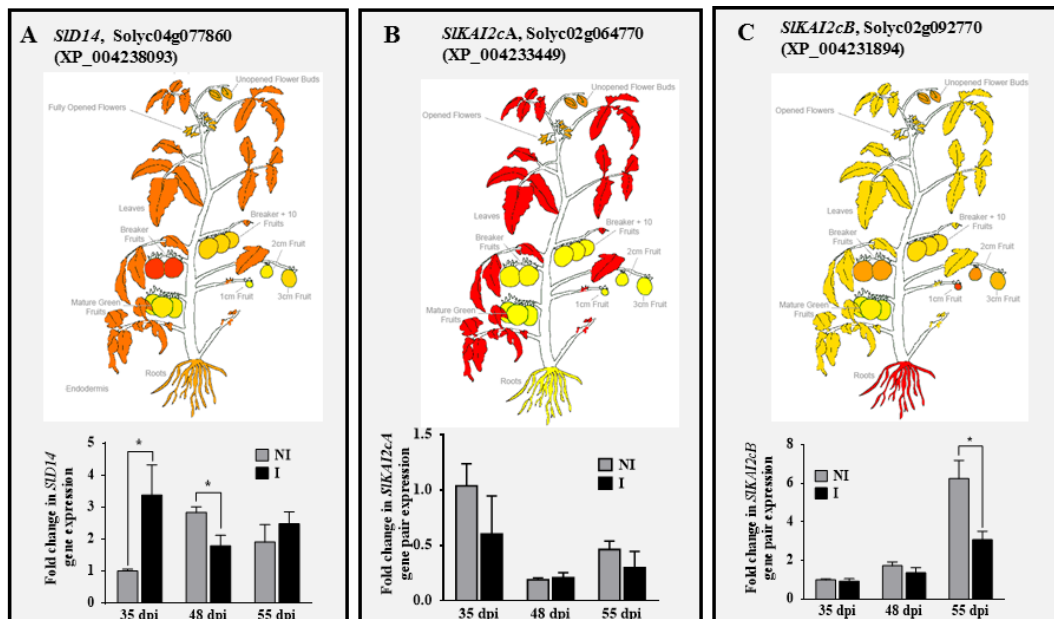 A SlD14, Solyc04g077860
(XP_004238093)
Unopened Flower Buds
Fully Opened Flowers
Leaves
Breaker + 10
Fruits
Breaker
Fruits
2cm Fruit
1cm Fruit
3cm Fruit
Mature Green
Fruits
Roots
Endodermis
Fold change in SlD14
gene expression
5
4
3
2
1
0
*
*
NI
I
35 dpi
48 dpi
55 dpi
B SlKAI2cA, Solyc02g064770
(XP_004233449)
Unopened Flower Buds
Opened Flowers
Leaves
Breaker + 10
Fruits
Breaker
Fruits
2cm Fruit
1cm Fruit
3cm Fruit
Mature Green
Fruits
Roots
Fold change in SlKAI2cA
gene pair expression
1.5
1.0
0.5
0.0
NI
I
35 dpi
48 dpi
55 dpi
C SlKAI2cB, Solyc02g092770
(XP_004231894)
Unopened Flower Buds
Opened Flowers
Leaves
Breaker + 10
Fruits
Breaker
Fruits
2cm Fruit
1cm Fruit
3cm Fruit
Mature Green
Fruits
Roots
Fold change in SlKAI2cB
gene pair expression
8
6
4
2
0
*
NI
I
35 dpi
48 dpi
55 dpi